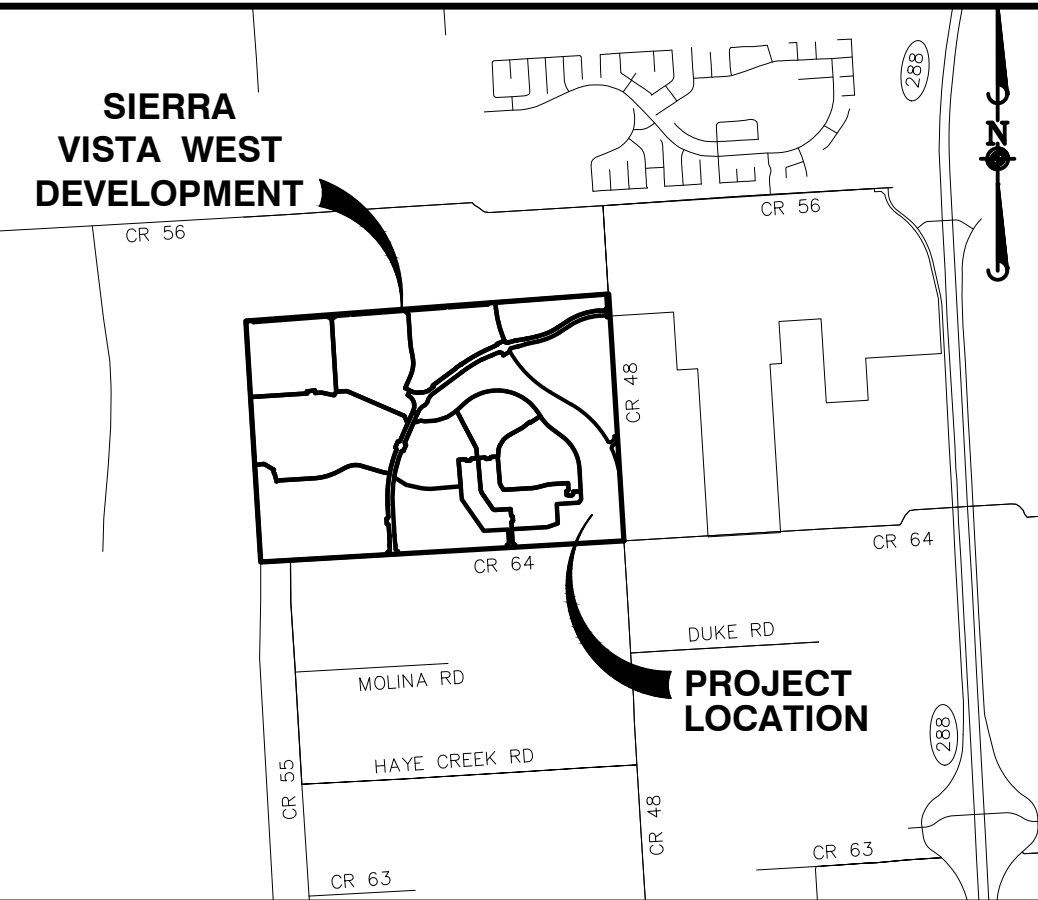 288
SIERRA
VISTA WEST
DEVELOPMENT
N
CR 56
CR 56
CR 48
CR 64
CR 64
DUKE RD
MOLINA RD
PROJECT
LOCATION
288
HAYE CREEK RD
CR 55
CR 48
CR 63
CR 63